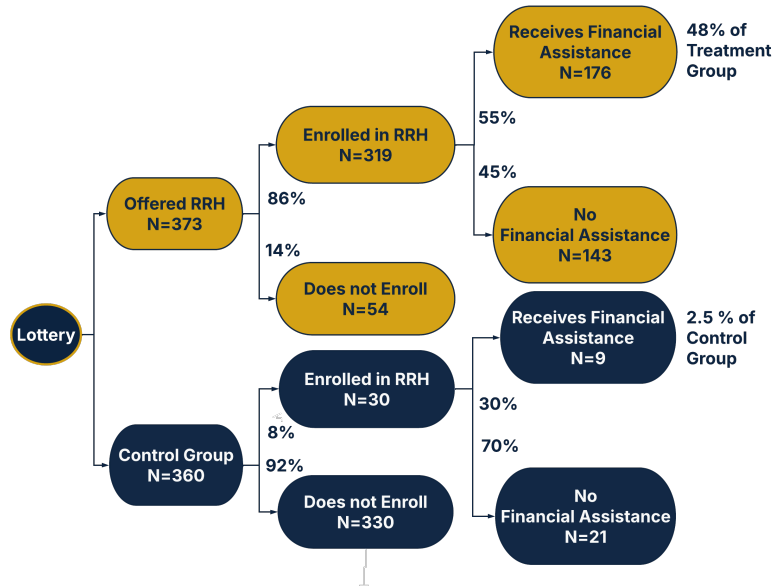 Receives Financial
Assistance
N=176
48% of
Treatment
Group
55%
Enrolled in RRH
N=319
45%
86%
Offered RRH
N=373
No
Financial Assistance
N=143
14%
Does not Enroll
N=54
Lottery
Receives Financial
Assistance
N=9
2.5 % of
Control
Group
Enrolled in RRH
N=30
30%
8%
70%
Control Group
N=360
92%
Does not Enroll
N=330
No
Financial Assistance
N=21